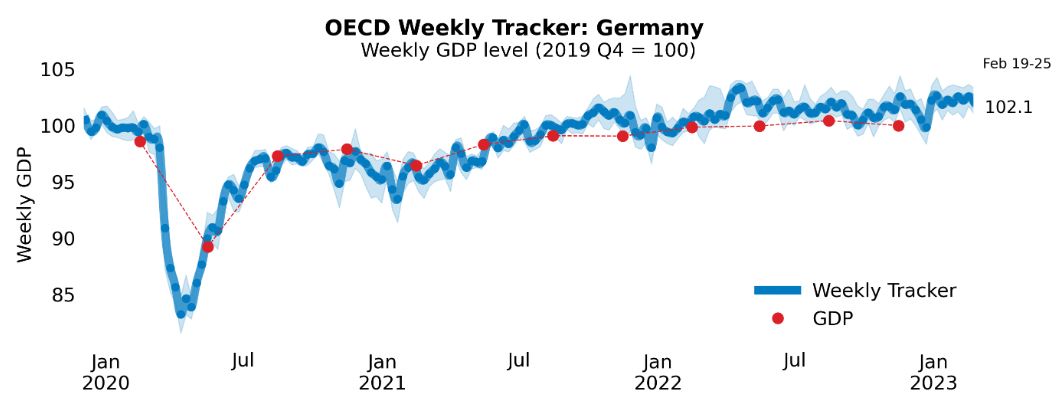 OECD Weekly Tracker: Germany
Weekly GDP level (2019 Q4 = 100)
Feb 19-25
102.1
Weekly GDP
105
100
95
90
85
Weekly Tracker
GDP
Jan Jul Jan Jul Jan Jul Jan
2020 2021 2022 2023